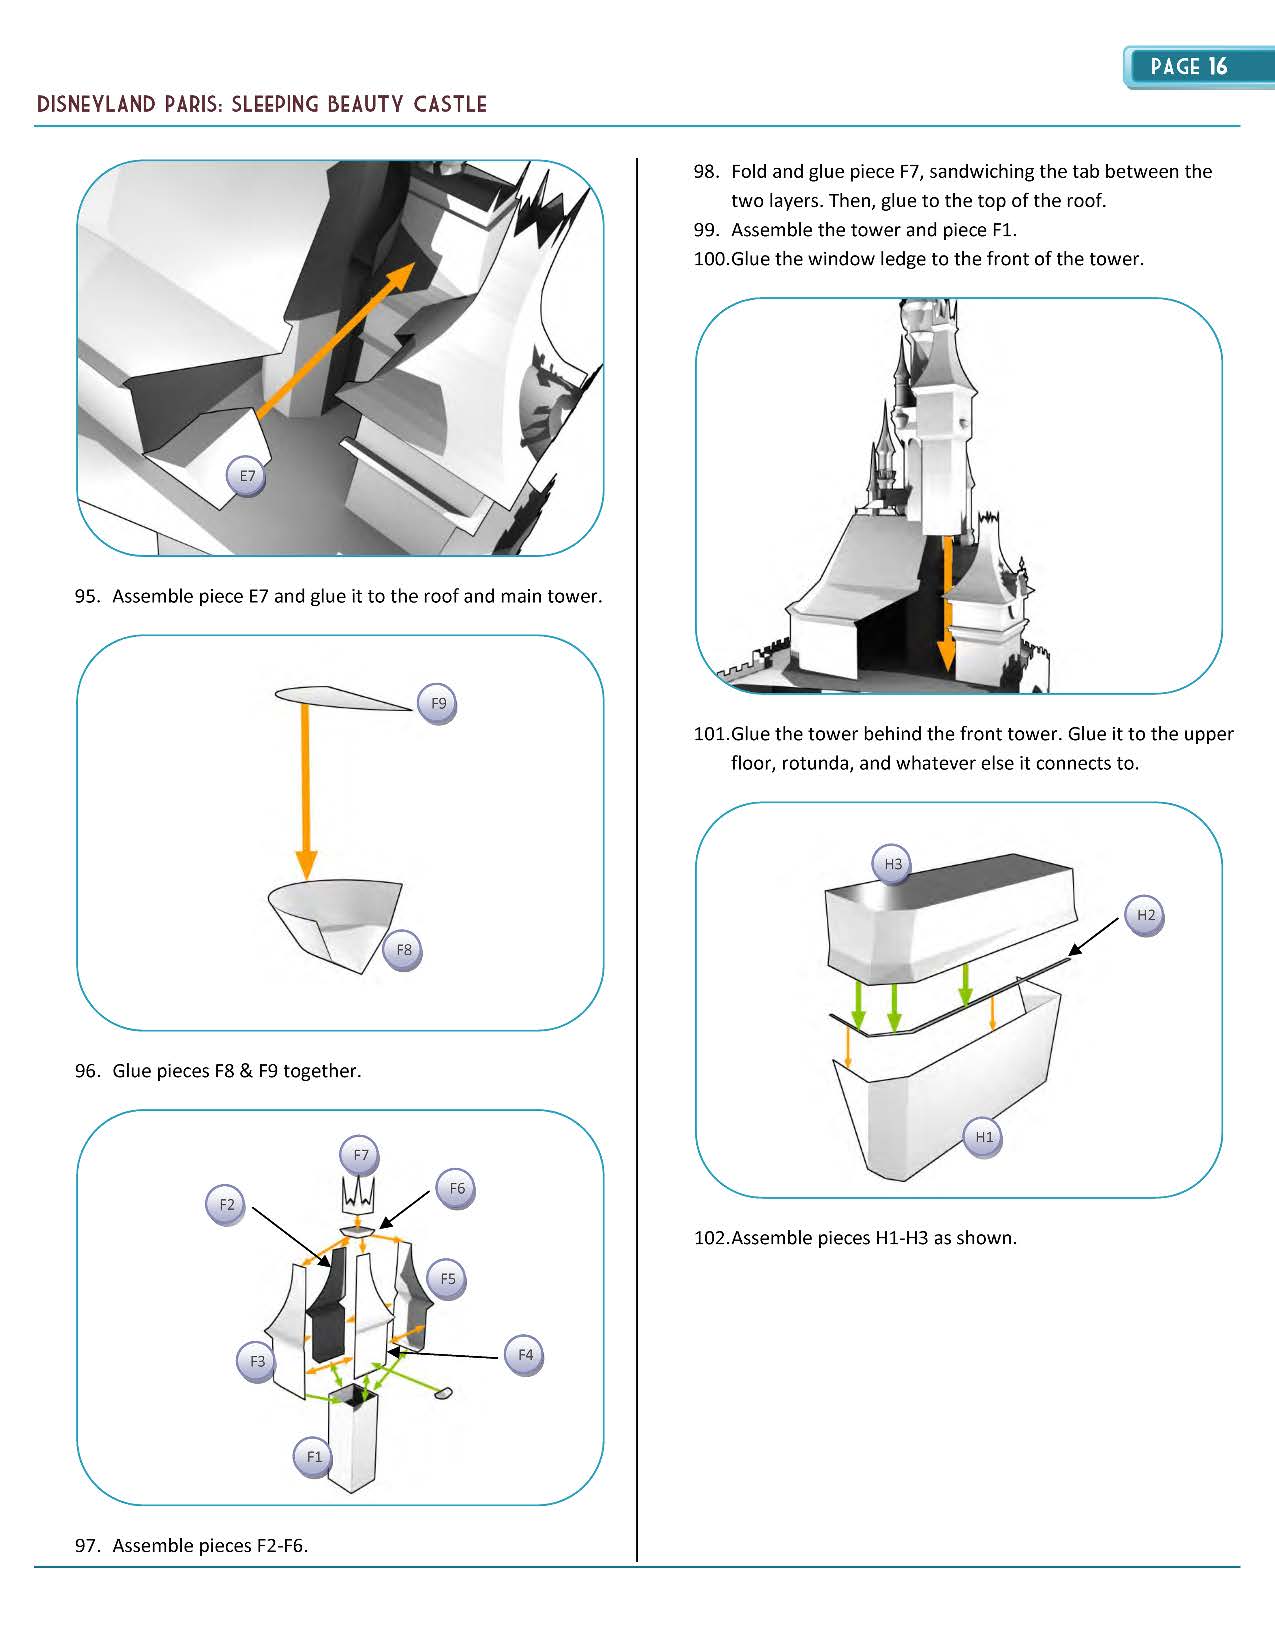 PAGE 16
DISNEYLAND PARIS: SLEEPING BEAUTY CASTLE
E7
95. Assemble piece E7 and glue it to the roof and main tower.
F9
F8
96. Glue pieces F8 & F9 together.
F7
F6
F2
F5
F3
F4
F1
97. Assemble pieces F2-F6.
98. Fold and glue piece F7, sandwiching the tab between the
two layers. Then, glue to the top of the roof.
99. Assemble the tower and piece F1.
100.Glue the window ledge to the front of the tower.
101.Glue the tower behind the front tower. Glue it to the upper
floor, rotunda, and whatever else it connects to.
H3
H2
H1
102.Assemble pieces H1-H3 as shown.